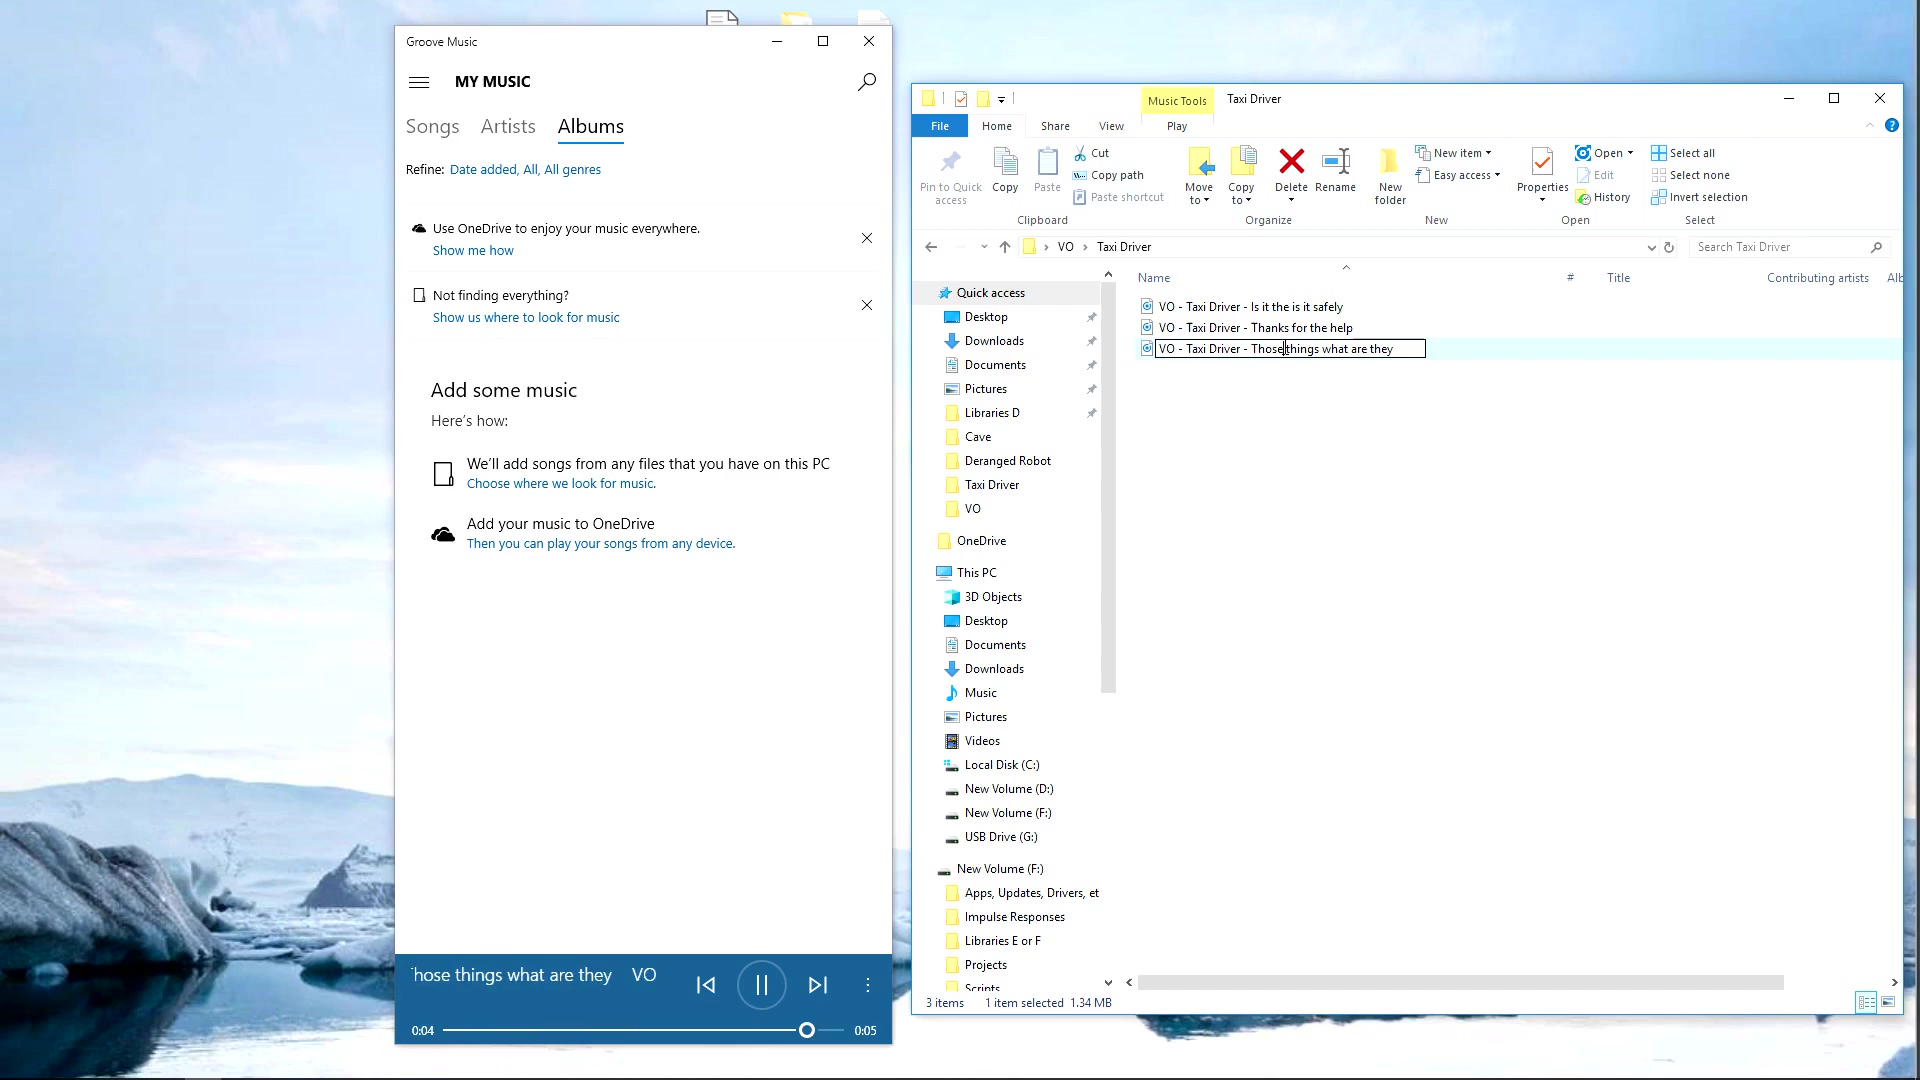 Groove Music
MY MUSIC
Songs Artists Albums
Refine: Date added, All, All genres
Use OneDrive to enjoy your music everywhere.
Show me how
Not finding everything?
Show us where to look for music
Add some music
Here's how:
We'll add songs from any files that you have on this PC
Choose where we look for music.
Add your music to OneDrive
Then you can play your songs from any device.
hose things what are they VO
0:04 0:05
Music Tools Taxi Driver
File Home Share View Play
Pin to Quick access
Copy
Paste
Cut
Copy path
Paste shortcut
Clipboard
Move to
Copy to
Delete
Rename
Organize
New folder
New item
Easy access
New
Properties
Open
Edit
History
Open
Select all
Select none
Invert selection
Select
VO Taxi Driver
Search Taxi Driver
Name # Title Contributing artists Alb
VO - Taxi Driver - Is it the is it safely
VO - Taxi Driver - Thanks for the help
VO - Taxi Driver - Those things what are they
Quick access
Desktop
Downloads
Documents
Pictures
Libraries D
Cave
Deranged Robot
Taxi Driver
VO
OneDrive
This PC
3D Objects
Desktop
Documents
Downloads
Music
Pictures
Videos
Local Disk (C:)
New Volume (D:)
New Volume (F:)
USB Drive (G:)
New Volume (F:)
Apps, Updates, Drivers, et
Impulse Responses
Libraries E or F
Projects
Scripts
3 items 1 item selected 1.34 MB